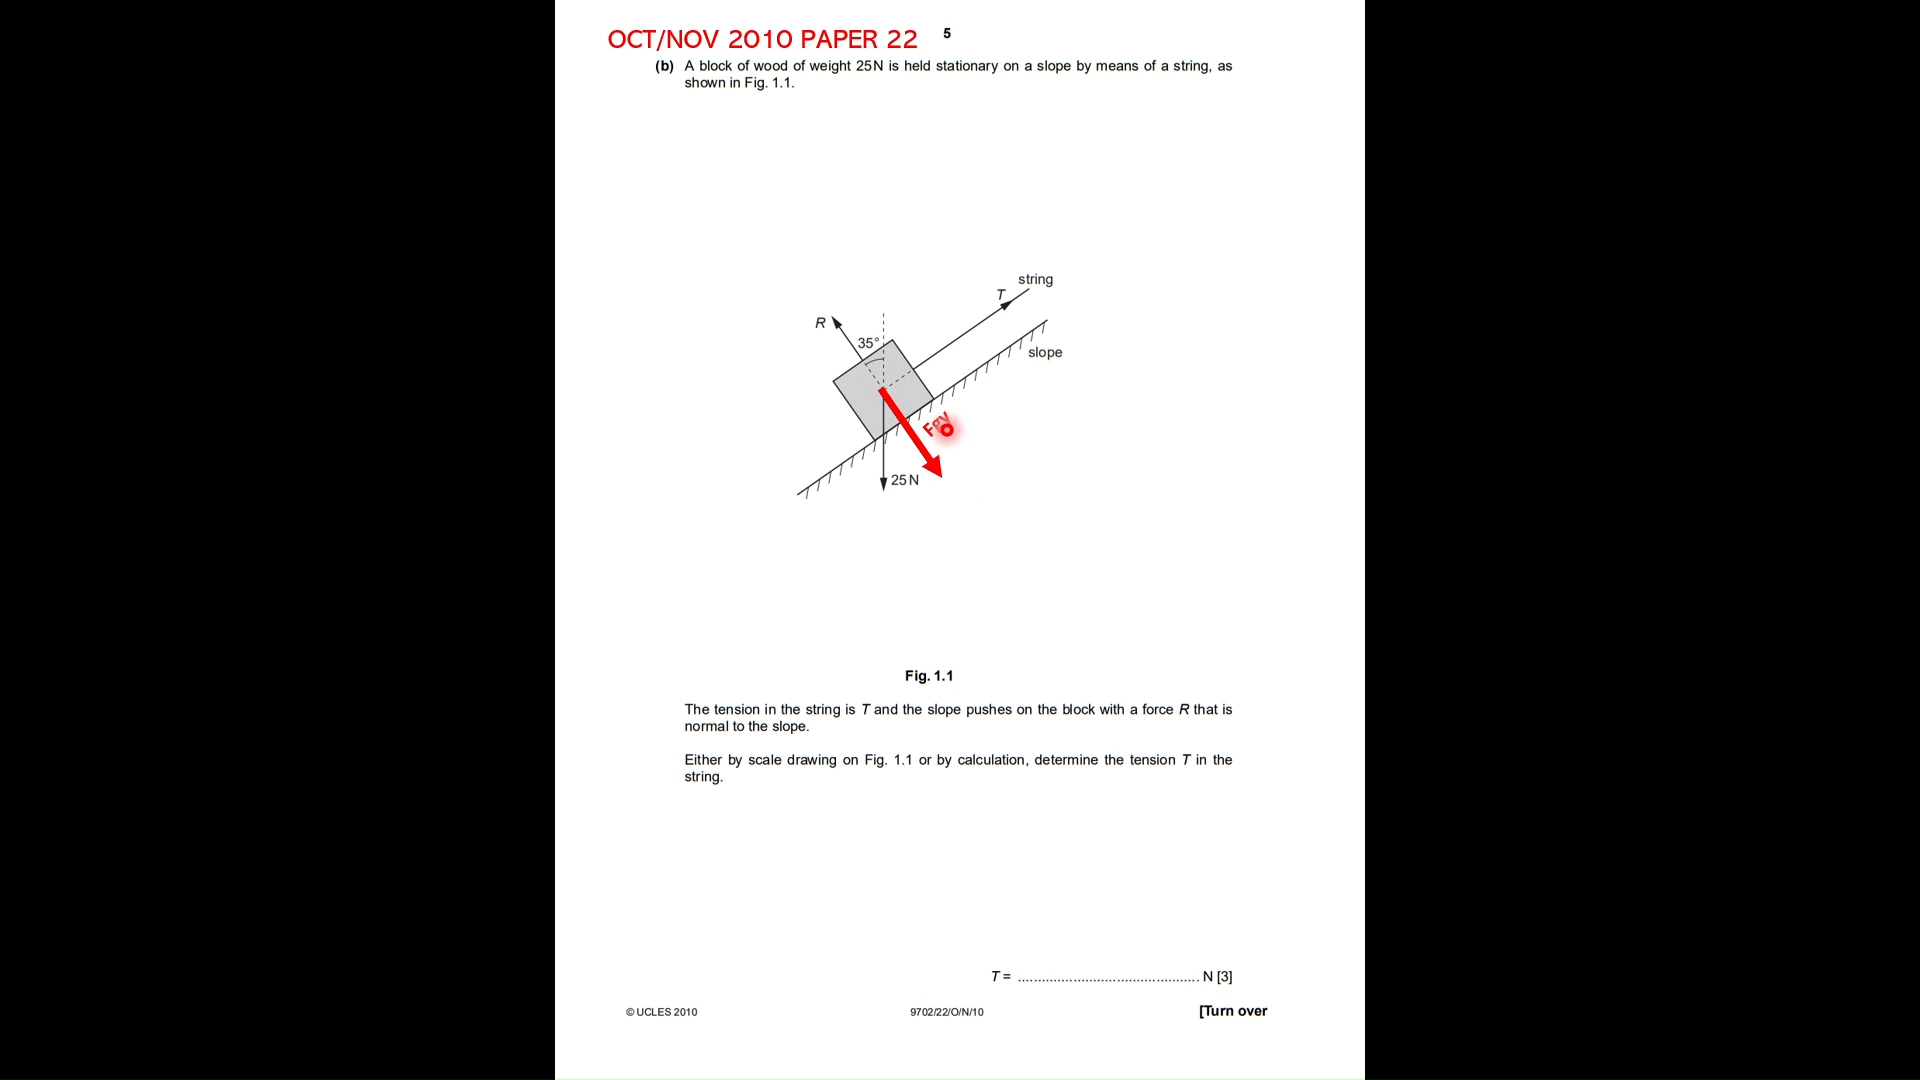 OCT/NOV 2010 PAPER 22
5
(b) A block of wood of weight 25 N is held stationary on a slope by means of a string, as
shown in Fig. 1.1.
string
T
R
35°
slope
Fgy
25 N
Fig. 1.1
The tension in the string is T and the slope pushes on the block with a force R that is
normal to the slope.
Either by scale drawing on Fig. 1.1 or by calculation, determine the tension T in the
string.
T = ............................................. N [3]
© UCLES 2010
9702/22/O/N/10
[Turn over